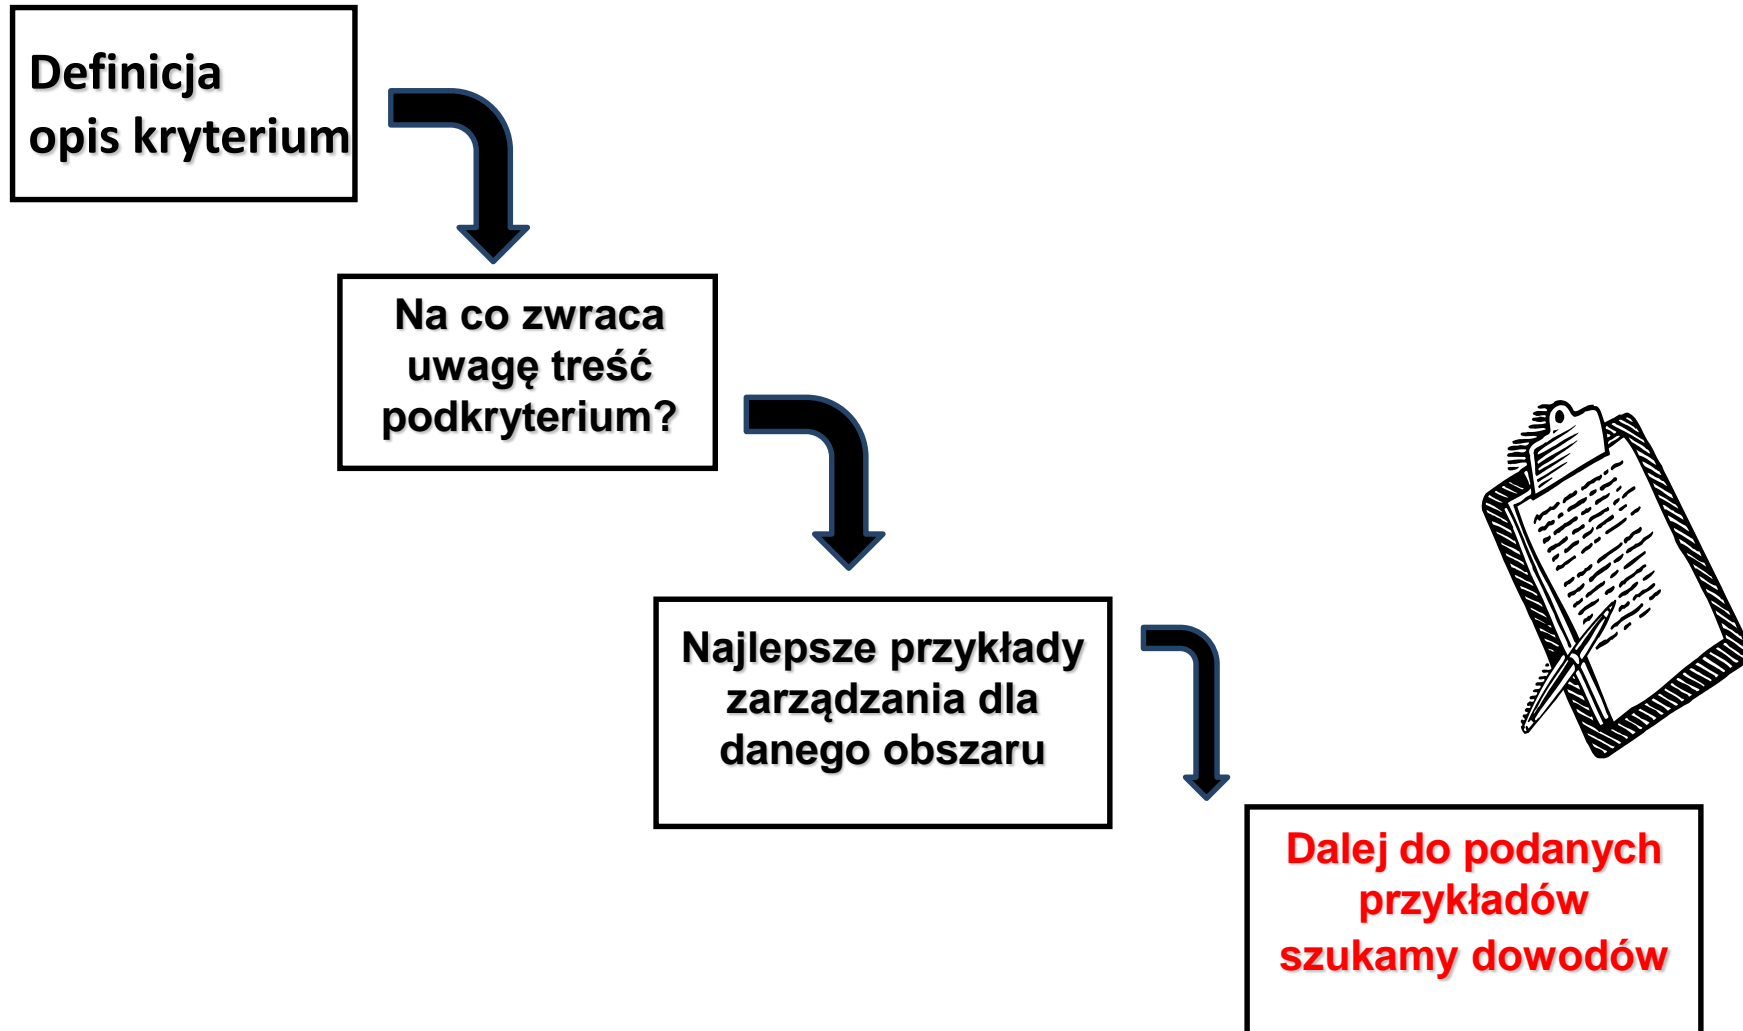 Definicja
opis kryterium
Na co zwraca
uwagę treść
podkryterium?
Najlepsze przykłady
zarządzania dla
danego obszaru
Dalej do podanych
przykładów
szukamy dowodów